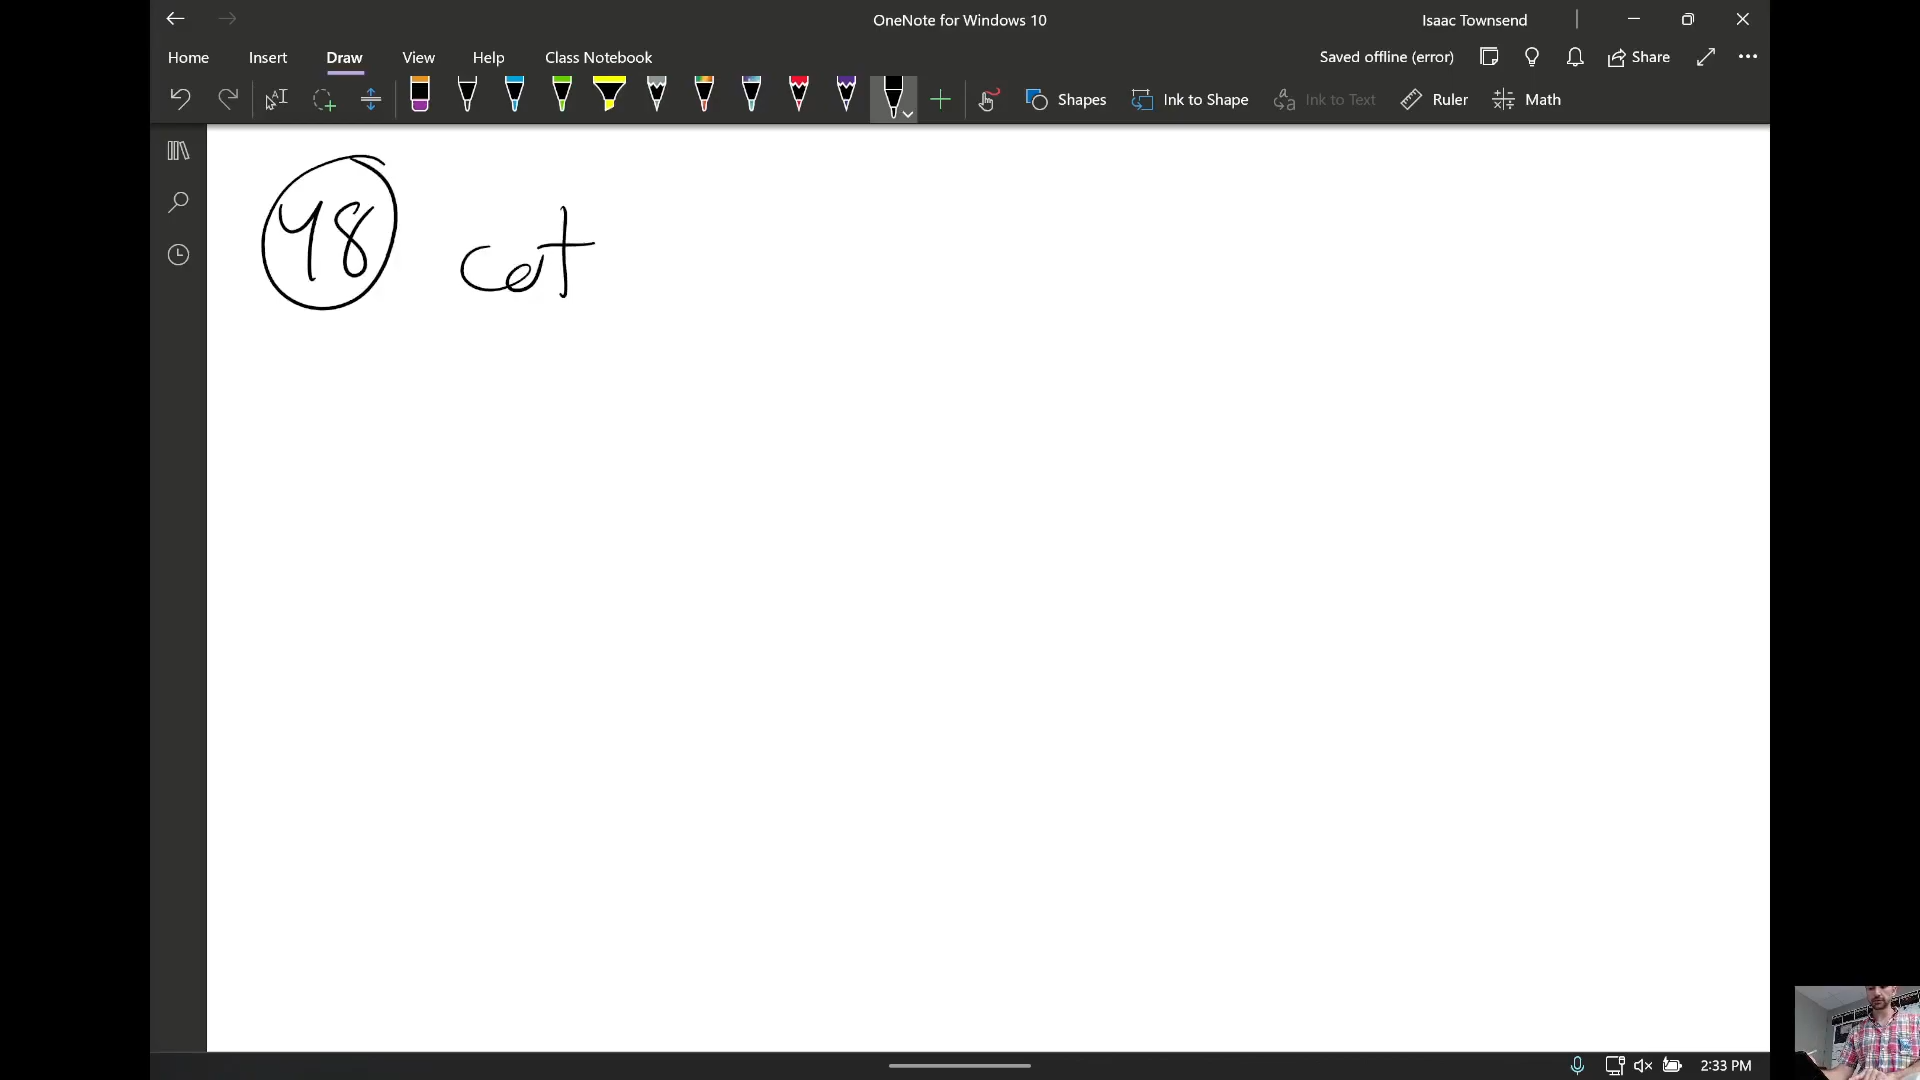 OneNote for Windows 10 Isaac Townsend
Home Insert Draw View Help Class Notebook Saved offline (error) Share
Shapes Ink to Shape Ink to Text Ruler Math
48 cot
2:33 PM